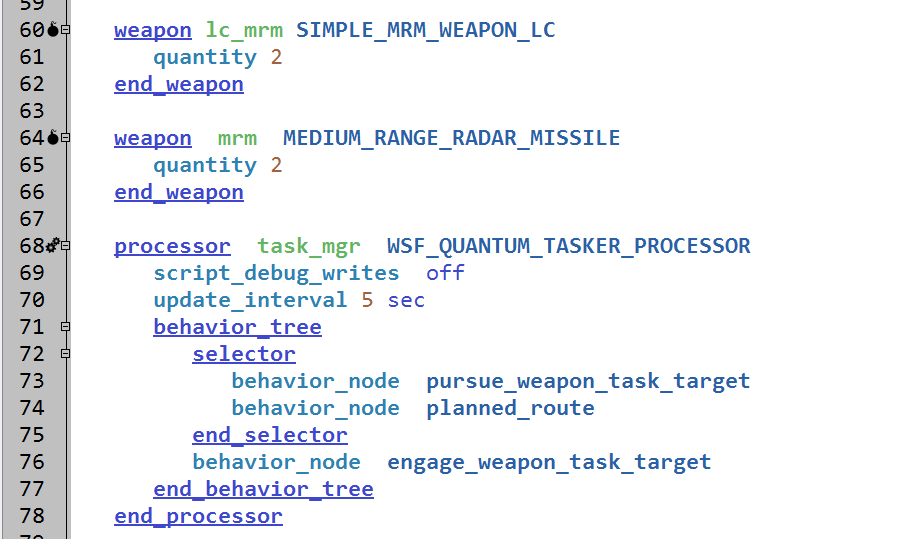 59
60 weapon lc_mrm SIMPLE_MRM_WEAPON_LC
61 quantity 2
62 end_weapon
63
64 weapon mrm MEDIUM_RANGE_RADAR_MISSILE
65 quantity 2
66 end_weapon
67
68 processor task_mgr WSF_QUANTUM_TASKER_PROCESSOR
69 script_debug_writes off
70 update_interval 5 sec
71 behavior_tree
72 selector
73 behavior_node pursue_weapon_task_target
74 behavior_node planned_route
75 end_selector
76 behavior_node engage_weapon_task_target
77 end_behavior_tree
78 end_processor
79